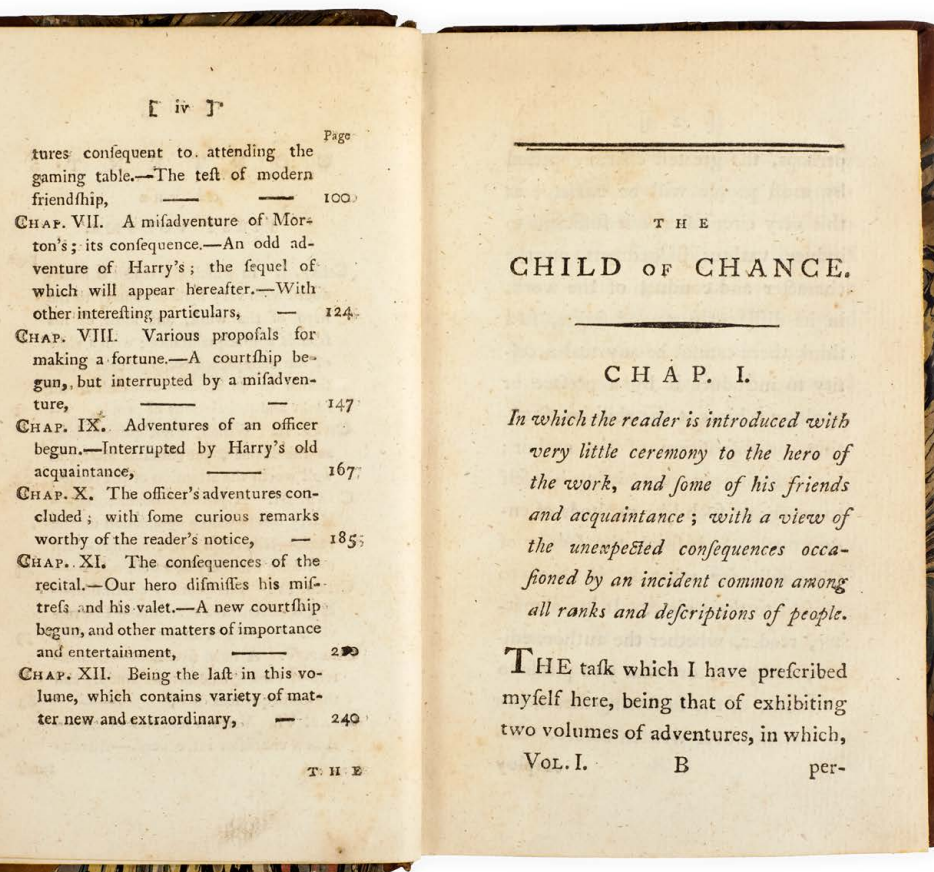 [ iv ]
Page
tures conſequent to attending the
gaming table.—The teſt of modern
friendſhip, — — 100
CHAP. VII. A miſadventure of Mor-
ton's; its conſequence.—An odd ad-
venture of Harry's; the ſequel of
which will appear hereafter.—With
other intereſting particulars, — 124
CHAP. VIII. Various propoſals for
making a fortune.—A courtſhip be-
gun, but interrupted by a miſadven-
ture, — — 147
CHAP. IX. Adventures of an officer
begun.—Interrupted by Harry's old
acquaintance, — 167
CHAP. X. The officer's adventures con-
cluded; with ſome curious remarks
worthy of the reader's notice, — 185
CHAP. XI. The conſequences of the
recital.—Our hero diſmiſſes his miſ-
treſs and his valet.—A new courtſhip
begun, and other matters of importance
and entertainment, —
CHAP. XII. Being the laſt in this vo-
lume, which contains variety of mat-
ter new and extraordinary, — 240
THE
THE
CHILD OF CHANCE.
CHAP. I.
In which the reader is introduced with
very little ceremony to the hero of
the work, and ſome of his friends
and acquaintance; with a view of
the unexpected conſequences occa-
ſioned by an incident common among
all ranks and deſcriptions of people.
THE taſk which I have preſcribed
myſelf here, being that of exhibiting
two volumes of adventures, in which,
VOL. I. B per-